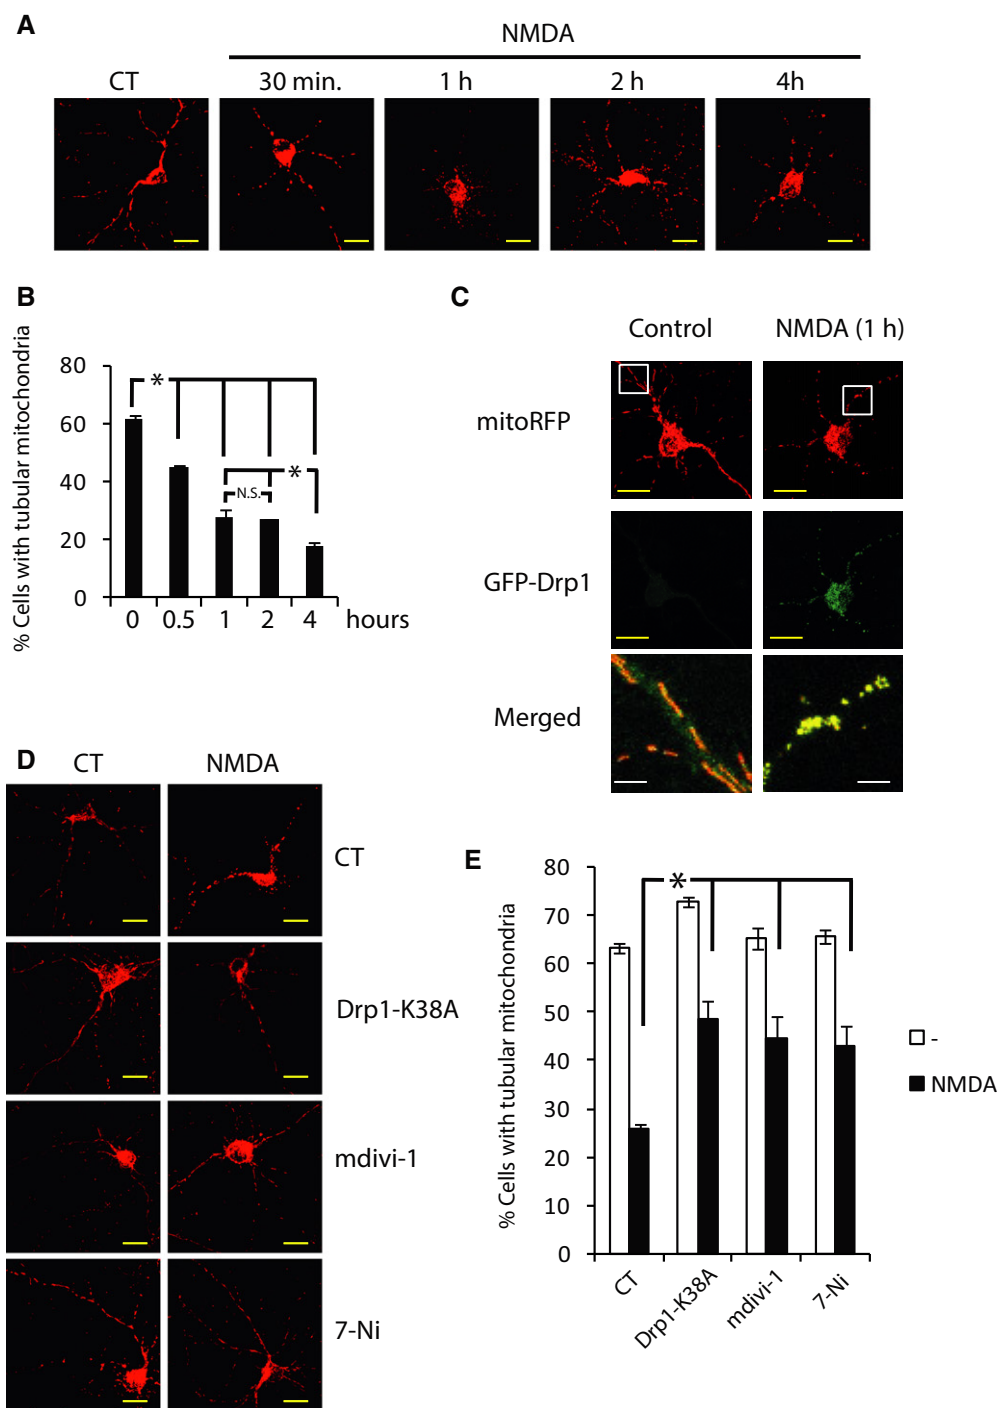 A
NMDA
CT 30 min. 1 h 2 h 4h
B
% Cells with tubular mitochondria
80
60
40
20
0
*
*
N.S.
0 0.5 1 2 4 hours
C
Control NMDA (1 h)
mitoRFP
GFP-Drp1
Merged
D
CT NMDA
CT
Drp1-K38A
mdivi-1
7-Ni
E
% Cells with tubular mitochondria
80
70
60
50
40
30
20
10
0
*
CT Drp1-K38A mdivi-1 7-Ni
-
NMDA